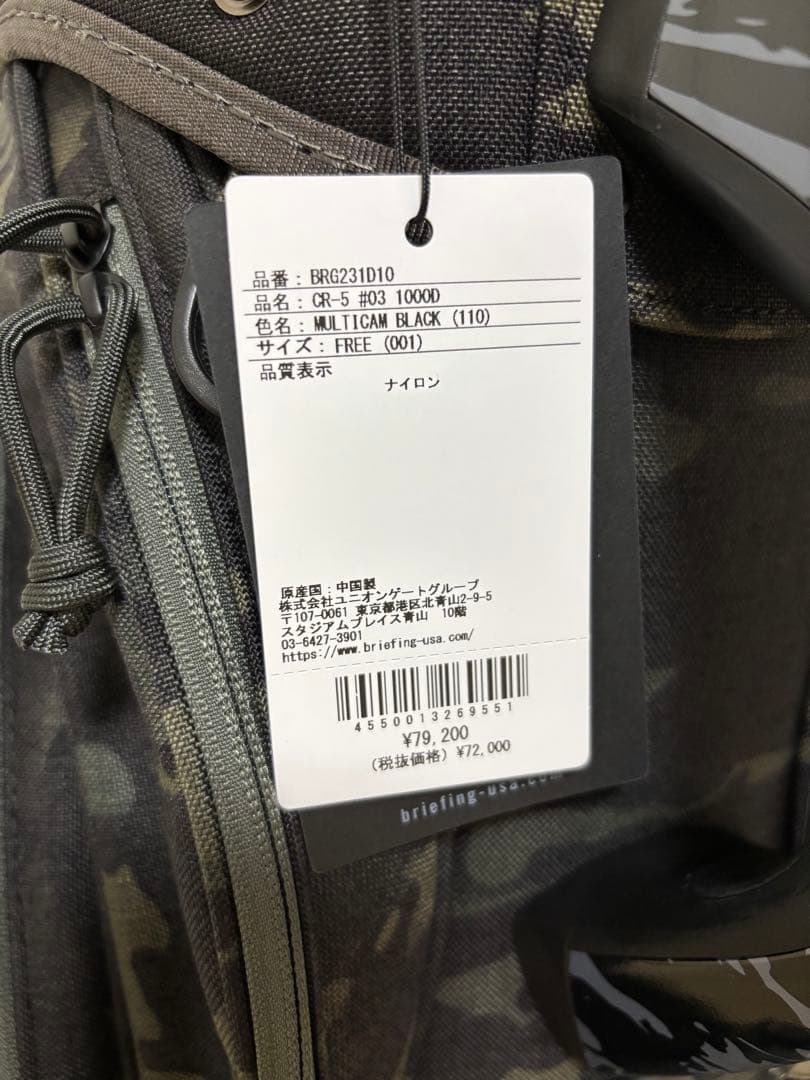 品番：BRG231D10
品名：CR-5 #03 1000D
色名：MULTICAM BLACK (110)
サイズ：FREE (001)
品質表示
ナイロン
原産国：中国製
株式会社ユニオンゲートグループ
〒107-0061 東京都港区北青山2-9-5
スタジアムプレイス青山 10階
03-6427-3901
https://www.briefing-usa.com/
4550013269551
¥79,200
(税抜価格) ¥72,000
briefing-usa.com